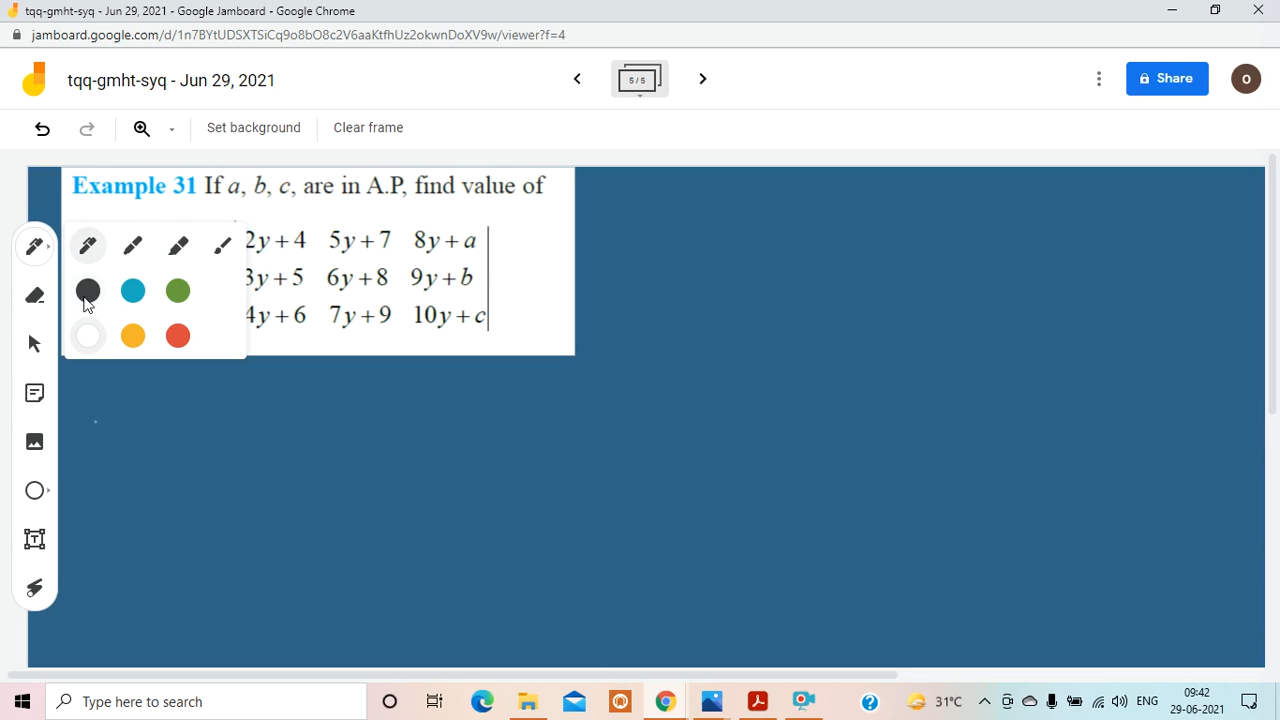 tqq-gmht-syq - Jun 29, 2021 - Google Jamboard - Google Chrome
jamboard.google.com/d/1n7BYtUDSXTSiCq9o8bO8c2V6aaKtfhUz2okwnDoXV9w/viewer?f=4
tqq-gmht-syq - Jun 29, 2021
5 / 5
Share
O
Set background
Clear frame
Example 31 If a, b, c, are in A.P, find value of
2y + 4 5y + 7 8y + a
3y + 5 6y + 8 9y + b
4y + 6 7y + 9 10y + c
Type here to search
31°C
ENG
09:42
29-06-2021